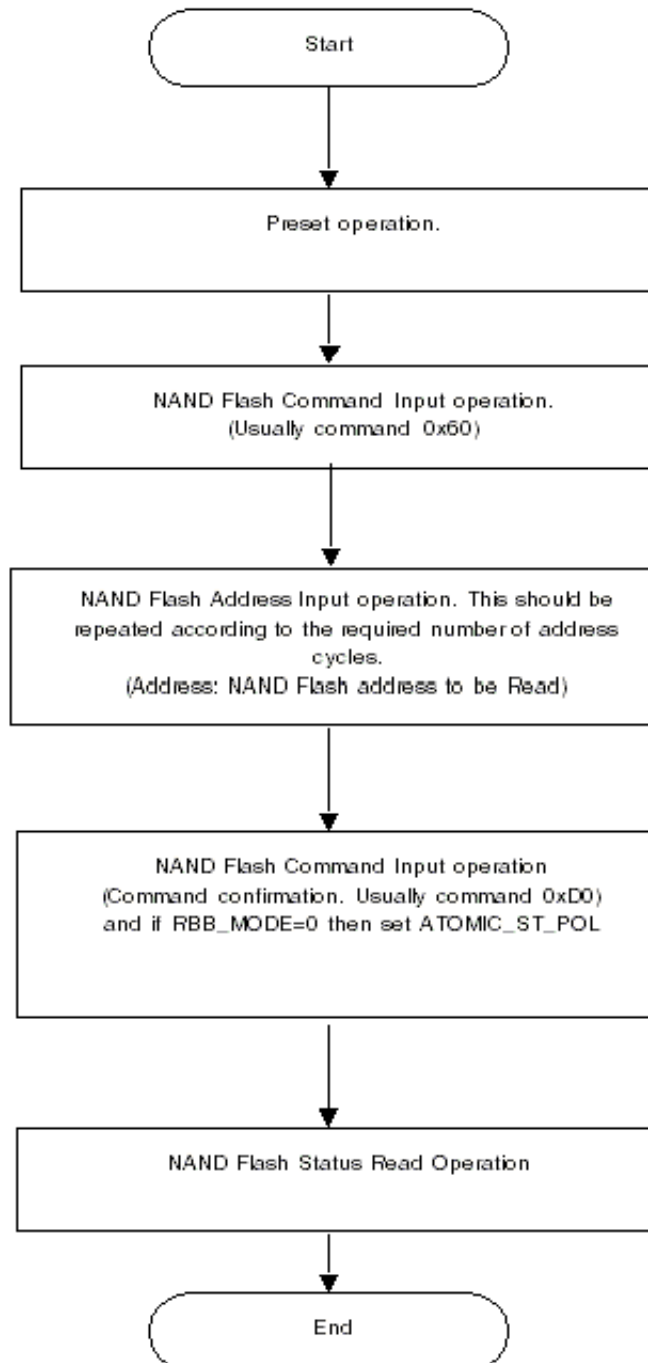 Start
Preset operation.
NAND Flash Command Input operation.
(Usually command 0x60)
NAND Flash Address Input operation. This should be
repeated according to the required number of address
cycles.
(Address: NAND Flash address to be Read)
NAND Flash Command Input operation
(Command confirmation. Usually command 0xD0)
and if RBB_MODE=0 then set ATOMIC_ST_POL
NAND Flash Status Read Operation
End